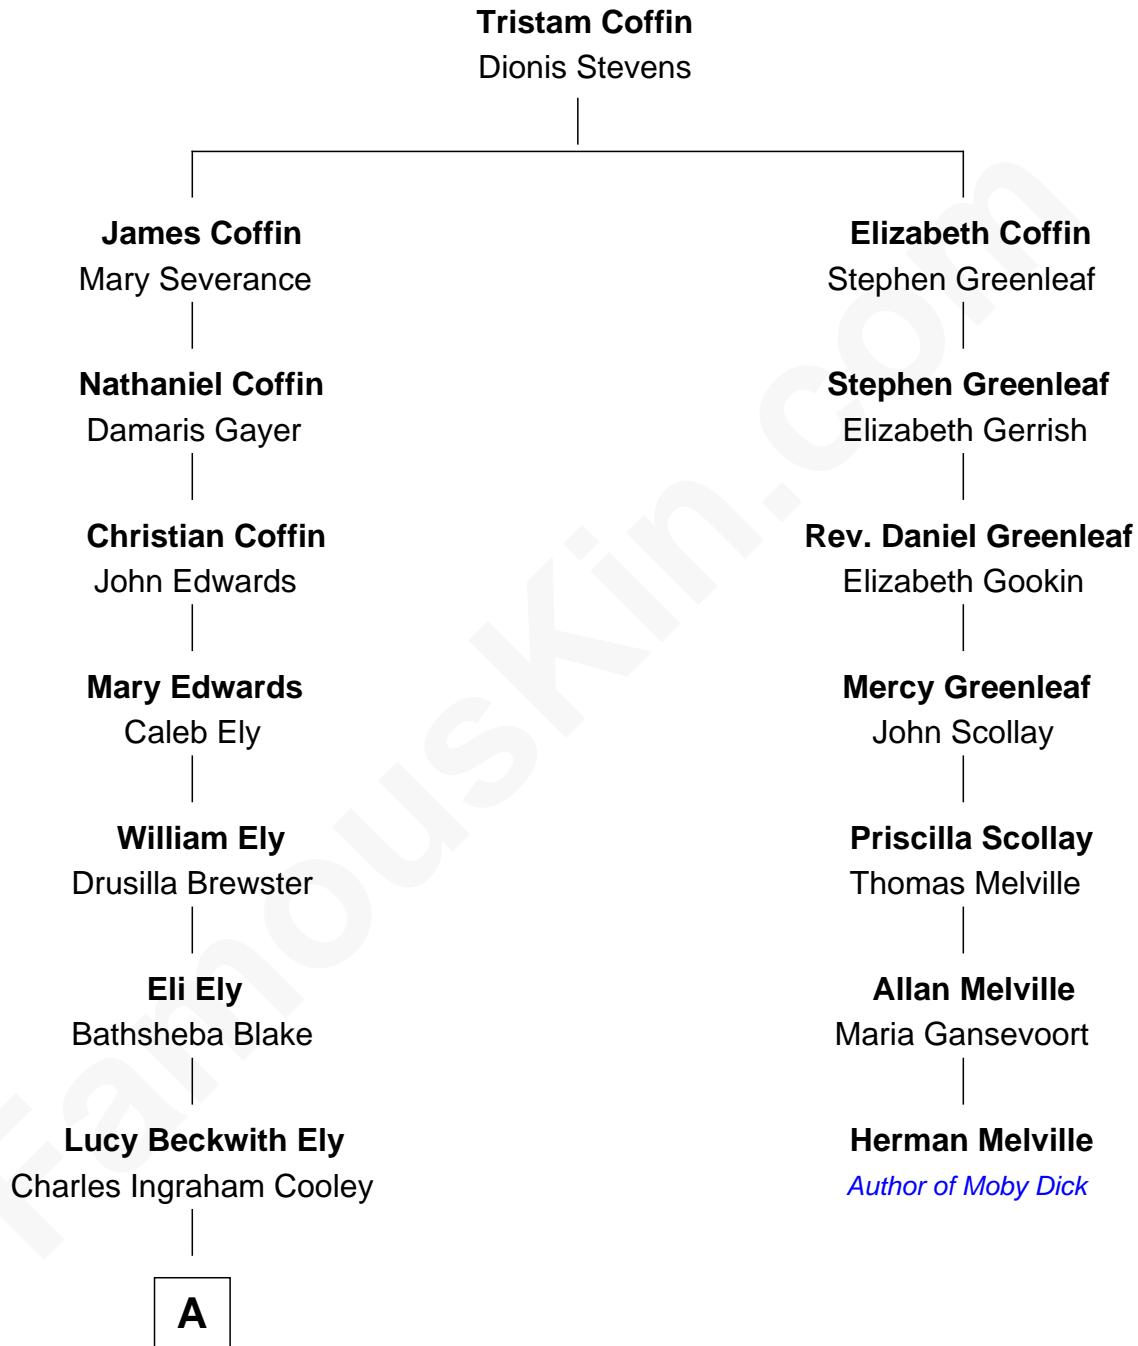 Tristam Coffin
Dionis Stevens
James Coffin
Mary Severance
Elizabeth Coffin
Stephen Greenleaf
Nathaniel Coffin
Damaris Gayer
Stephen Greenleaf
Elizabeth Gerrish
Christian Coffin
John Edwards
Rev. Daniel Greenleaf
Elizabeth Gookin
Mary Edwards
Caleb Ely
Mercy Greenleaf
John Scollay
William Ely
Drusilla Brewster
Priscilla Scollay
Thomas Melville
Eli Ely
Bathsheba Blake
Allan Melville
Maria Gansevoort
Lucy Beckwith Ely
Charles Ingraham Cooley
Herman Melville
Author of Moby Dick
A
FamousKin.com